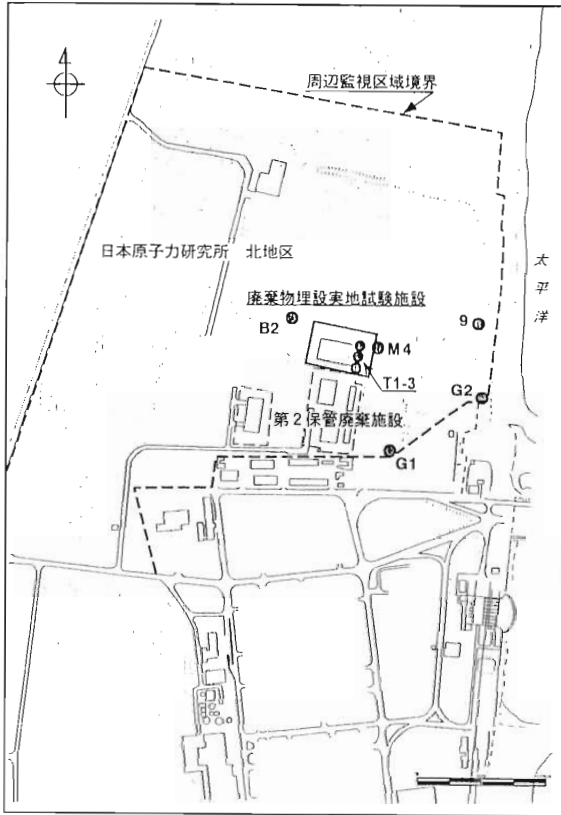 周辺監視区域境界
日本原子力研究所 北地区
太平洋
廃棄物埋設実地試験施設
B2
9
M4
T1-3
G2
第2保管廃棄施設
G1